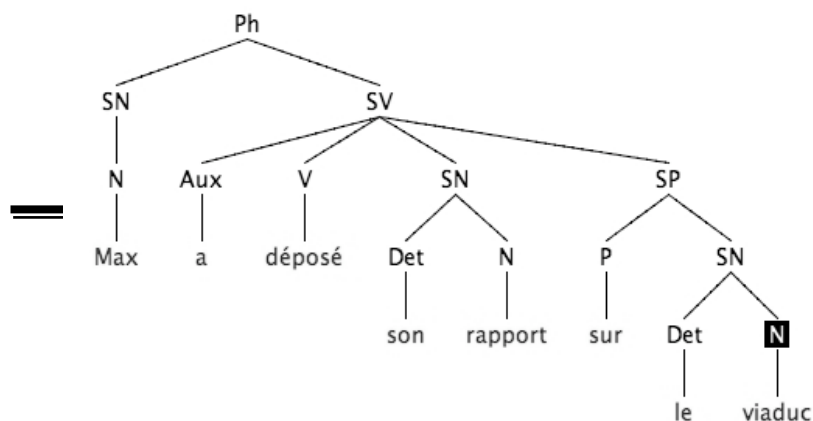 Ph
SN SV
N Aux V SN SP
Max a déposé Det N P SN
son rapport sur Det N
le viaduc